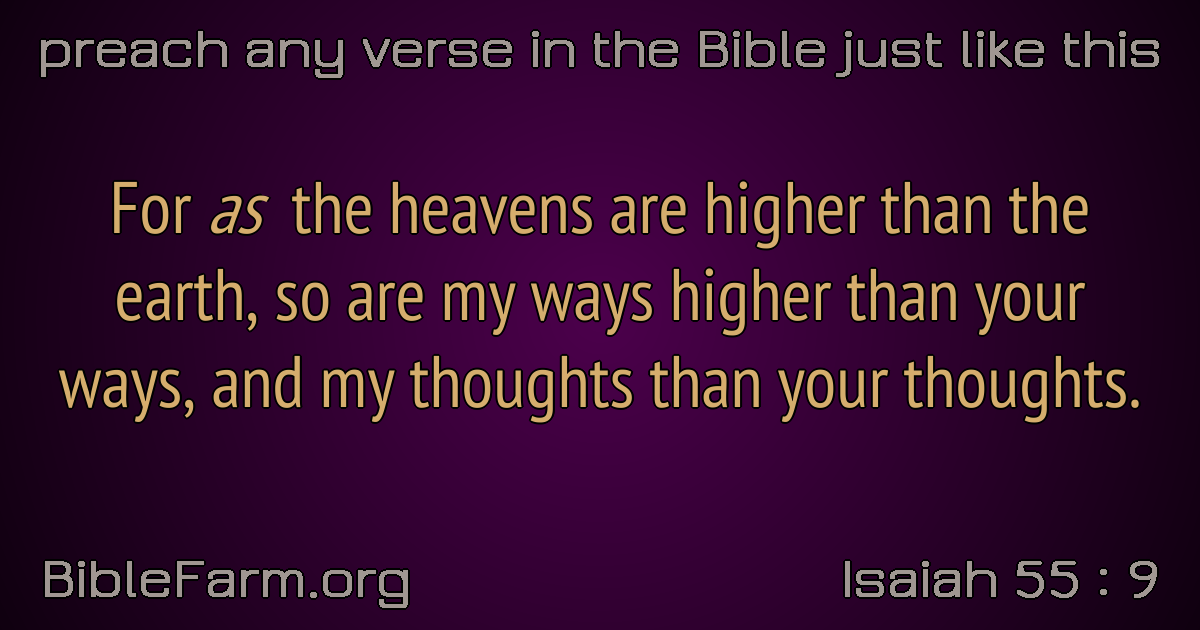 preach any verse in the Bible just like this
For as the heavens are higher than the
earth, so are my ways higher than your
ways, and my thoughts than your thoughts.
BibleFarm.org
Isaiah 55 : 9